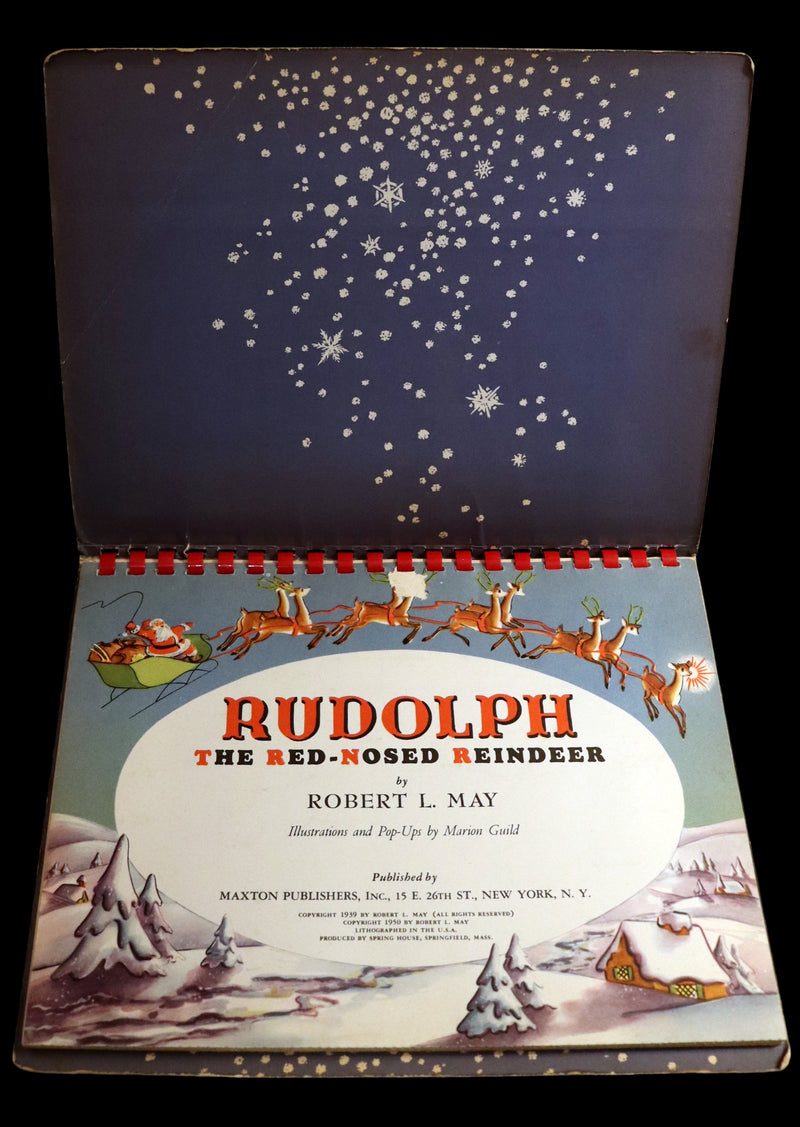 RUDOLPH
THE RED-NOSED REINDEER
by
ROBERT L. MAY
Illustrations and Pop-Ups by Marion Guild
Published by
MAXTON PUBLISHERS, INC., 15 E. 26TH ST., NEW YORK, N. Y.
COPYRIGHT 1939 BY ROBERT L. MAY (ALL RIGHTS RESERVED)
COPYRIGHT 1950 BY ROBERT L. MAY
LITHOGRAPHED IN THE U.S.A.
PRODUCED BY SPRING HOUSE, SPRINGFIELD, MASS.